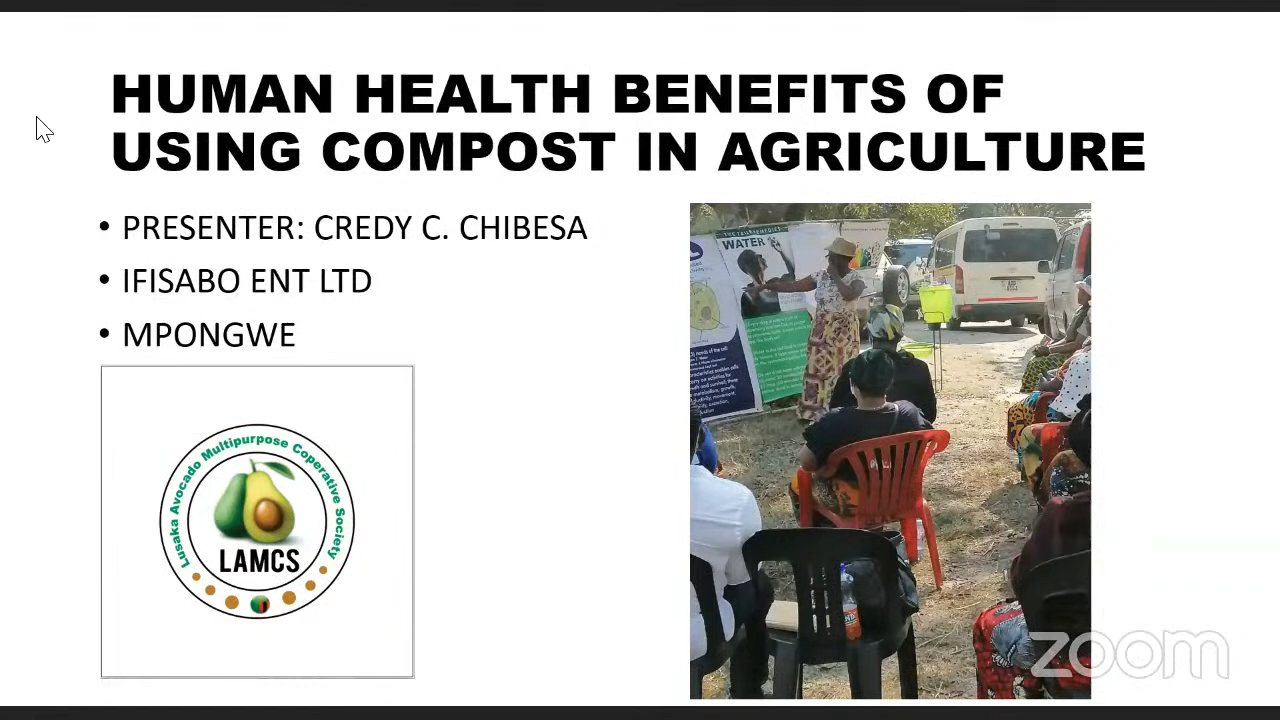 HUMAN HEALTH BENEFITS OF
USING COMPOST IN AGRICULTURE
• PRESENTER: CREDY C. CHIBESA
• IFISABO ENT LTD
• MPONGWE
Lusaka Avocado Multipurpose Coperative Society
LAMCS
WATER
zoom